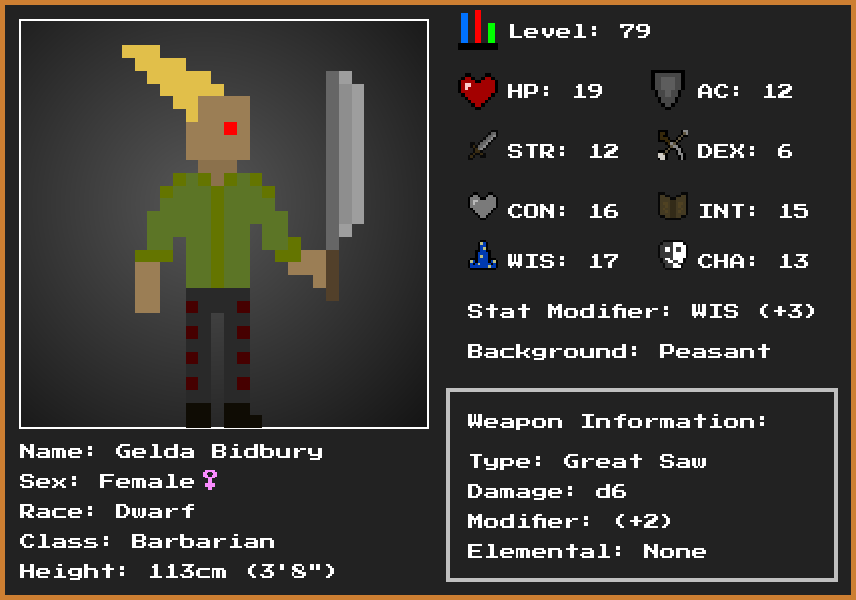 Level: 79
HP: 19
AC: 12
STR: 12
DEX: 6
CON: 16
INT: 15
WIS: 17
CHA: 13
Stat Modifier: WIS (+3)
Background: Peasant
Weapon Information:
Type: Great Saw
Damage: d6
Modifier: (+2)
Elemental: None
Name: Gelda Bidbury
Sex: Female♀
Race: Dwarf
Class: Barbarian
Height: 113cm (3'8")